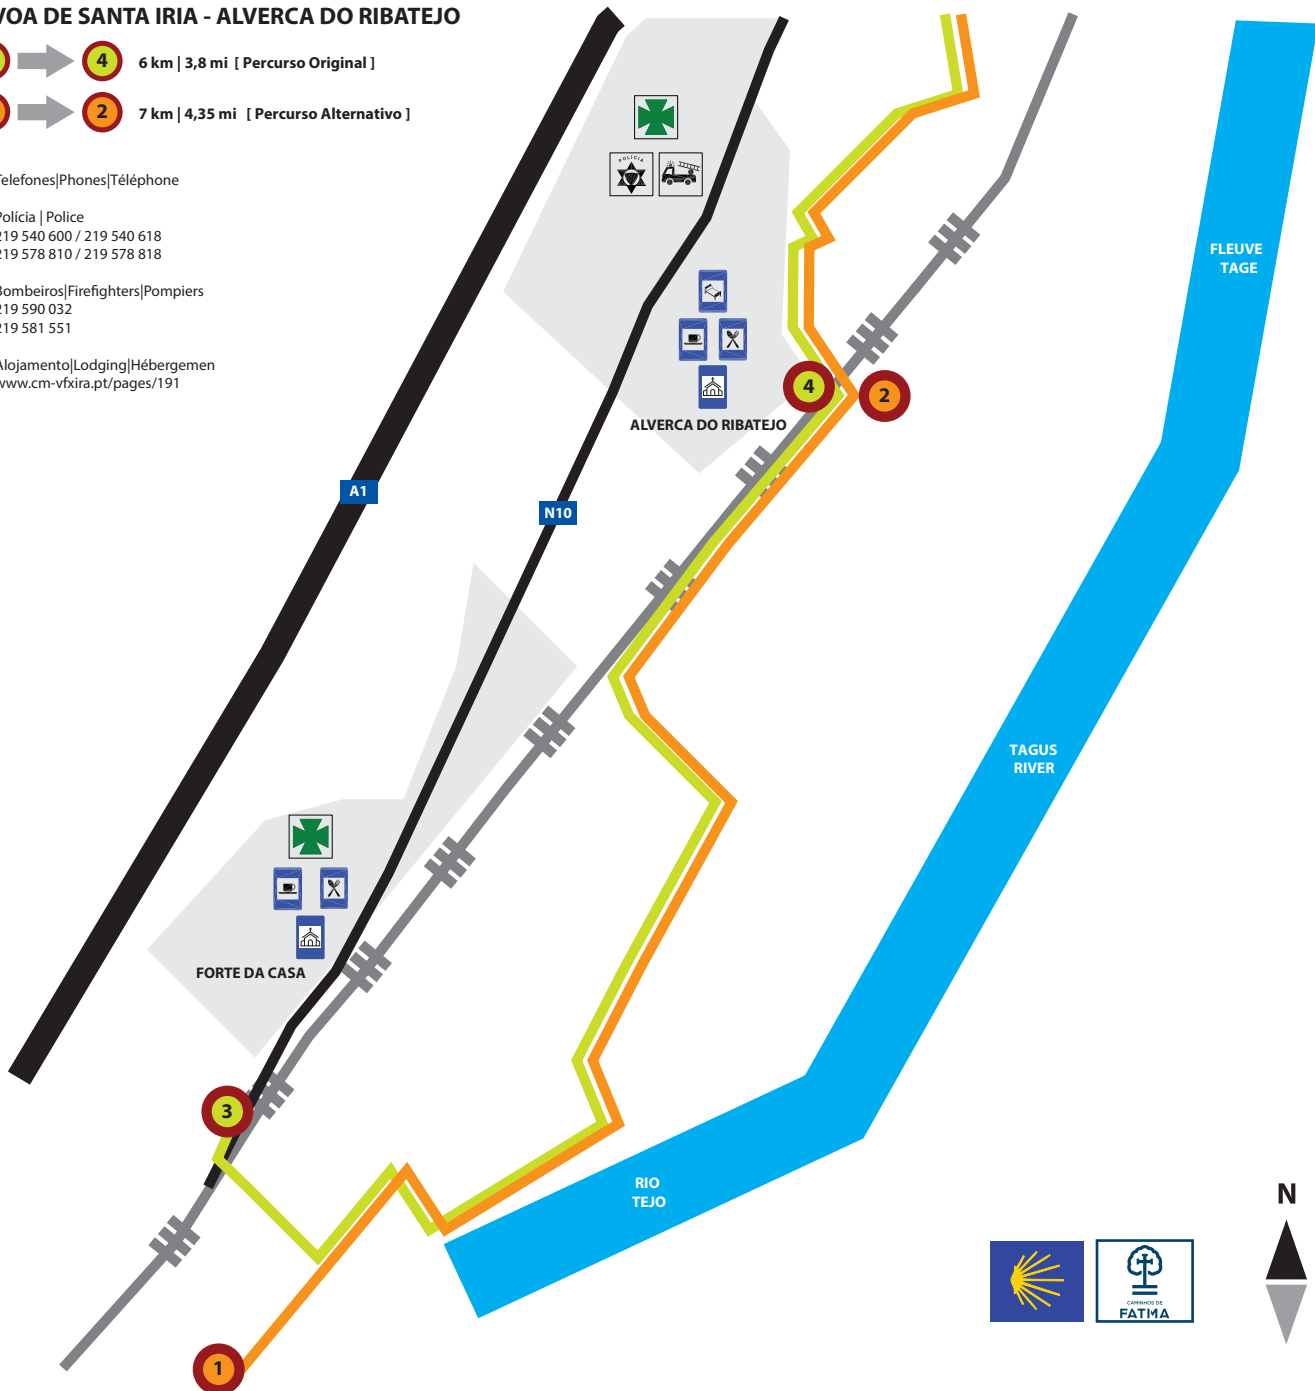 VOA DE SANTA IRIA - ALVERCA DO RIBATEJO
4 6 km | 3,8 mi [ Percurso Original ]
2 7 km | 4,35 mi [ Percurso Alternativo ]
Telefones|Phones|Téléphone
Polícia | Police
219 540 600 / 219 540 618
219 578 810 / 219 578 818
Bombeiros|Firefighters|Pompiers
219 590 032
219 581 551
Alojamento|Lodging|Hébergemen
www.cm-vfxira.pt/pages/191
POLÍCIA
FLEUVE
TAGE
4
2
ALVERCA DO RIBATEJO
A1
N10
TAGUS
RIVER
FORTE DA CASA
3
RIO
TEJO
N
CAMINHOS DE
FATIMA
1